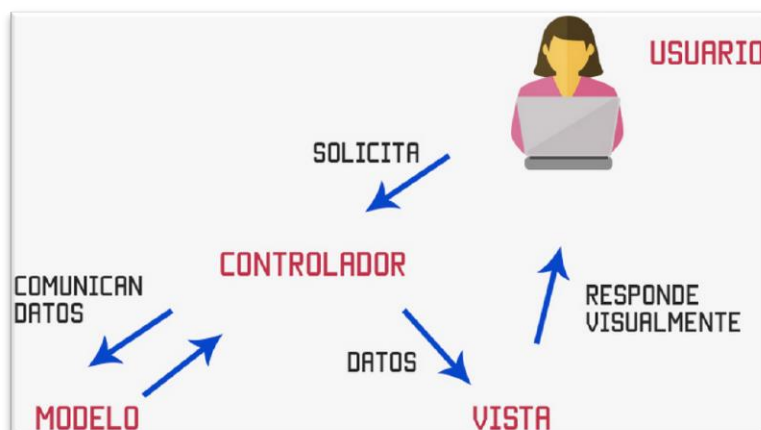 USUARIO
SOLICITA
CONTROLADOR
COMUNICAN
DATOS
RESPONDE
VISUALMENTE
DATOS
MODELO
VISTA